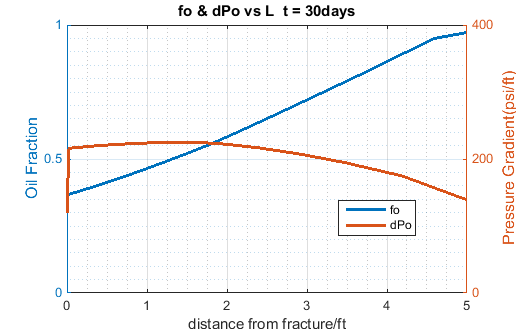 fo & dPo vs L  t = 30days
1
0.5
0
Oil Fraction
400
200
0
Pressure Gradient(psi/ft)
fo
dPo
0 1 2 3 4 5
distance from fracture/ft